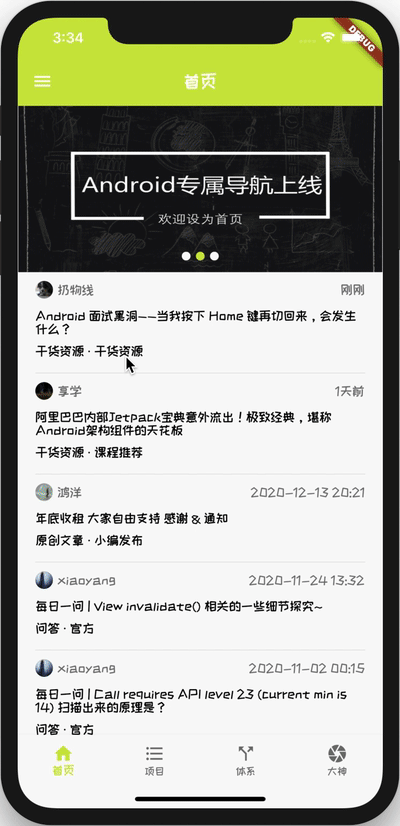 3:34
DEBUG
首页
Android专属导航上线
欢迎设为首页
扔物线
刚刚
Android 面试黑洞——当我按下 Home 键再切回来，会发生
什么？
干货资源 · 干货资源
享学
1天前
阿里巴巴内部Jetpack宝典意外流出！极致经典，堪称
Android架构组件的天花板
干货资源 · 课程推荐
鸿洋
2020-12-13 20:21
年底收租 大家自由支持 感谢 & 通知
原创文章 · 小编发布
xiaoyang
2020-11-24 13:32
每日一问 | View invalidate() 相关的一些细节探究~
问答 · 官方
xiaoyang
2020-11-02 00:15
每日一问 | Call requires API level 23 (current min is
14) 扫描出来的原理是？
问答 · 官方
首页
项目
体系
大神